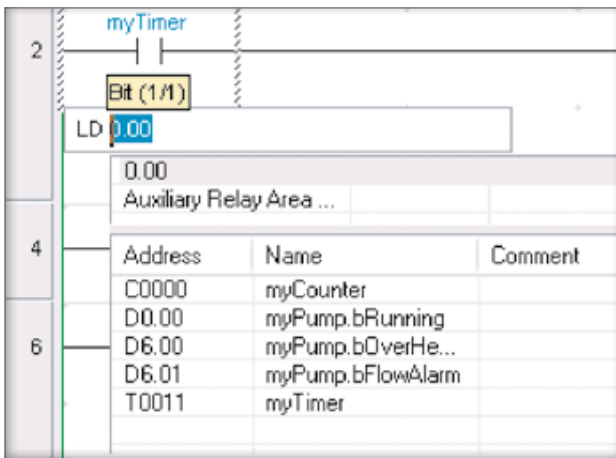 myTimer
2
Bit (1/1)
LD 0.00
0.00
Auxiliary Relay Area ...
4
Address Name Comment
C0000 myCounter
D0.00 myPump.bRunning
6
D6.00 myPump.bOverHe...
D6.01 myPump.bFlowAlarm
T0011 myTimer